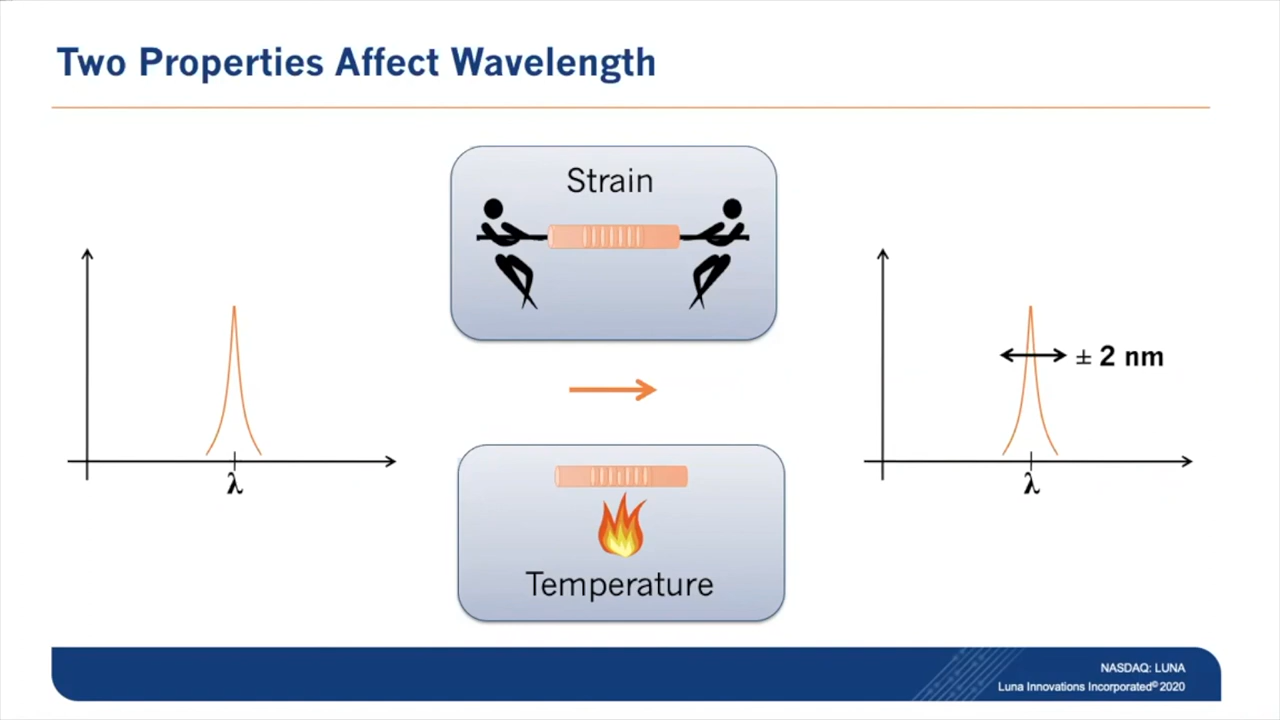 Two Properties Affect Wavelength
Strain
± 2 nm
λ
λ
Temperature
NASDAQ: LUNA
Luna Innovations Incorporated© 2020